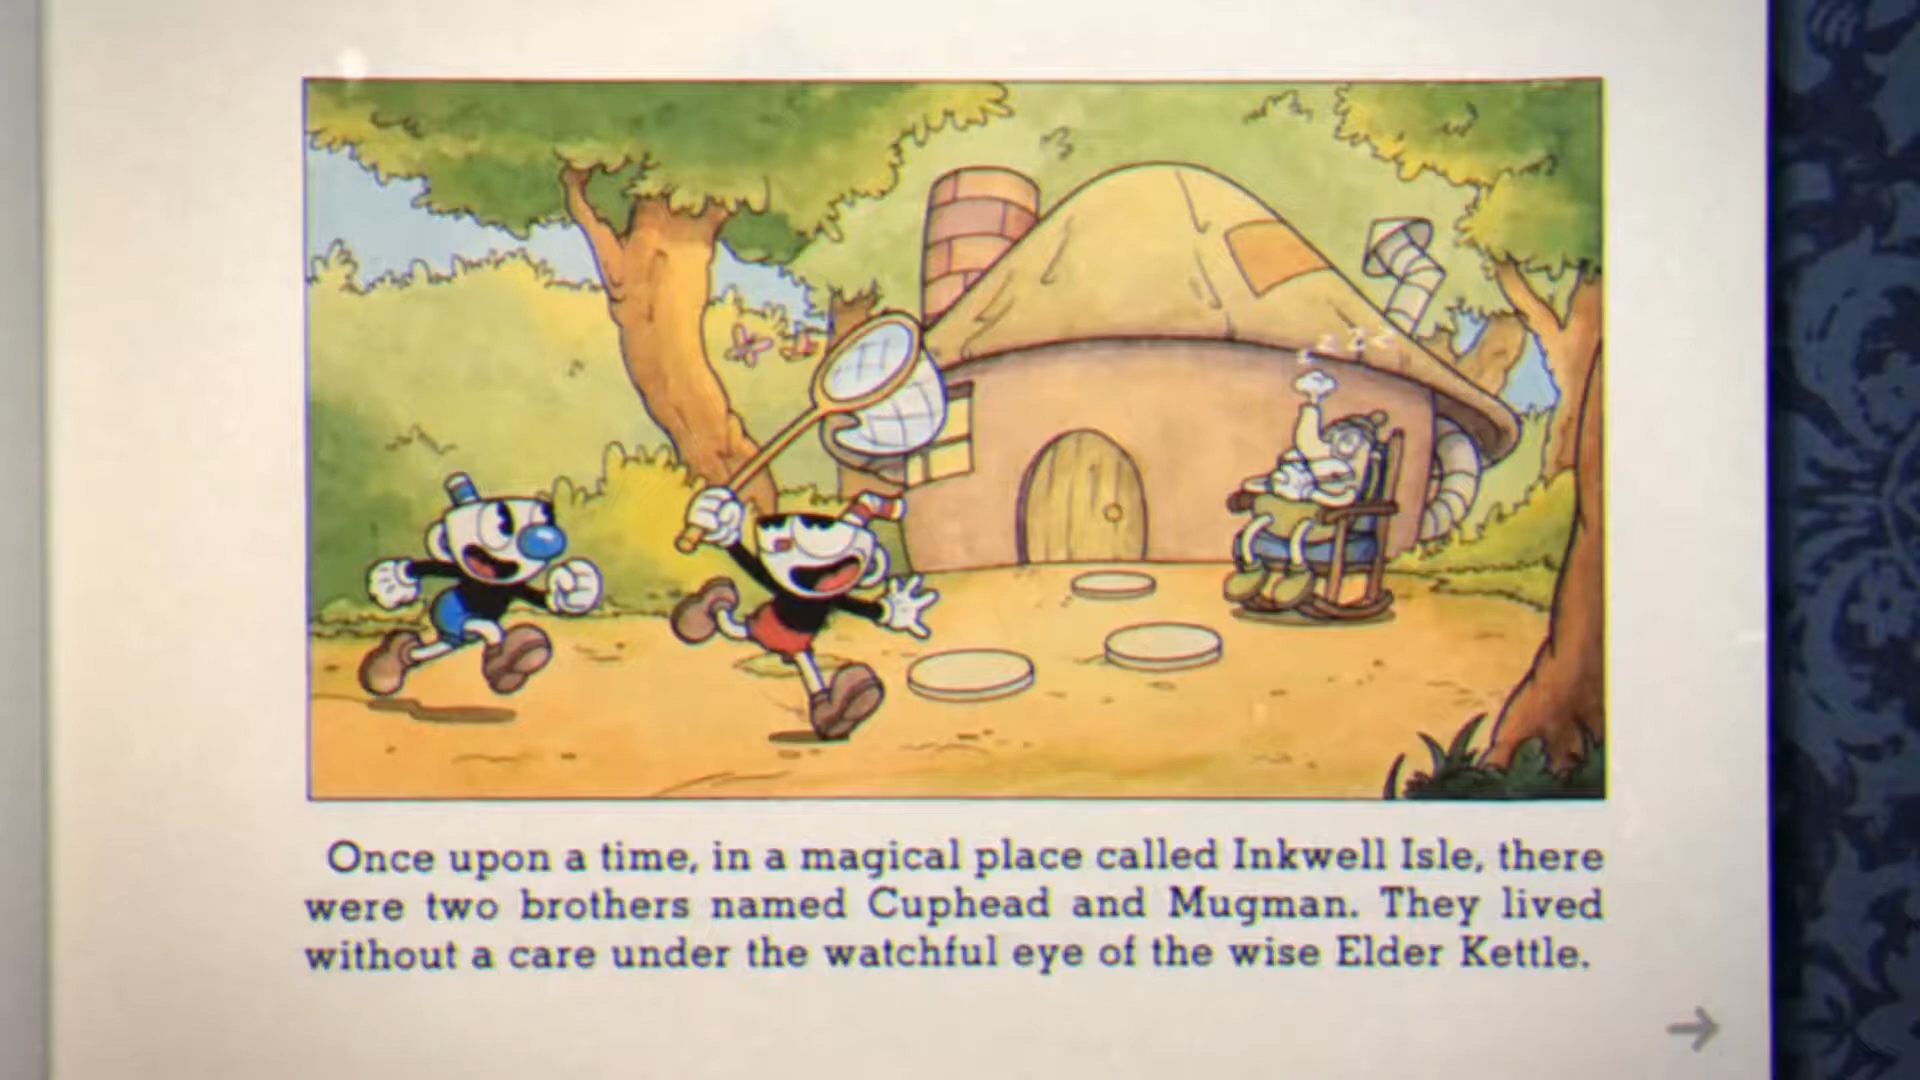 Once upon a time, in a magical place called Inkwell Isle, there
were two brothers named Cuphead and Mugman. They lived
without a care under the watchful eye of the wise Elder Kettle.